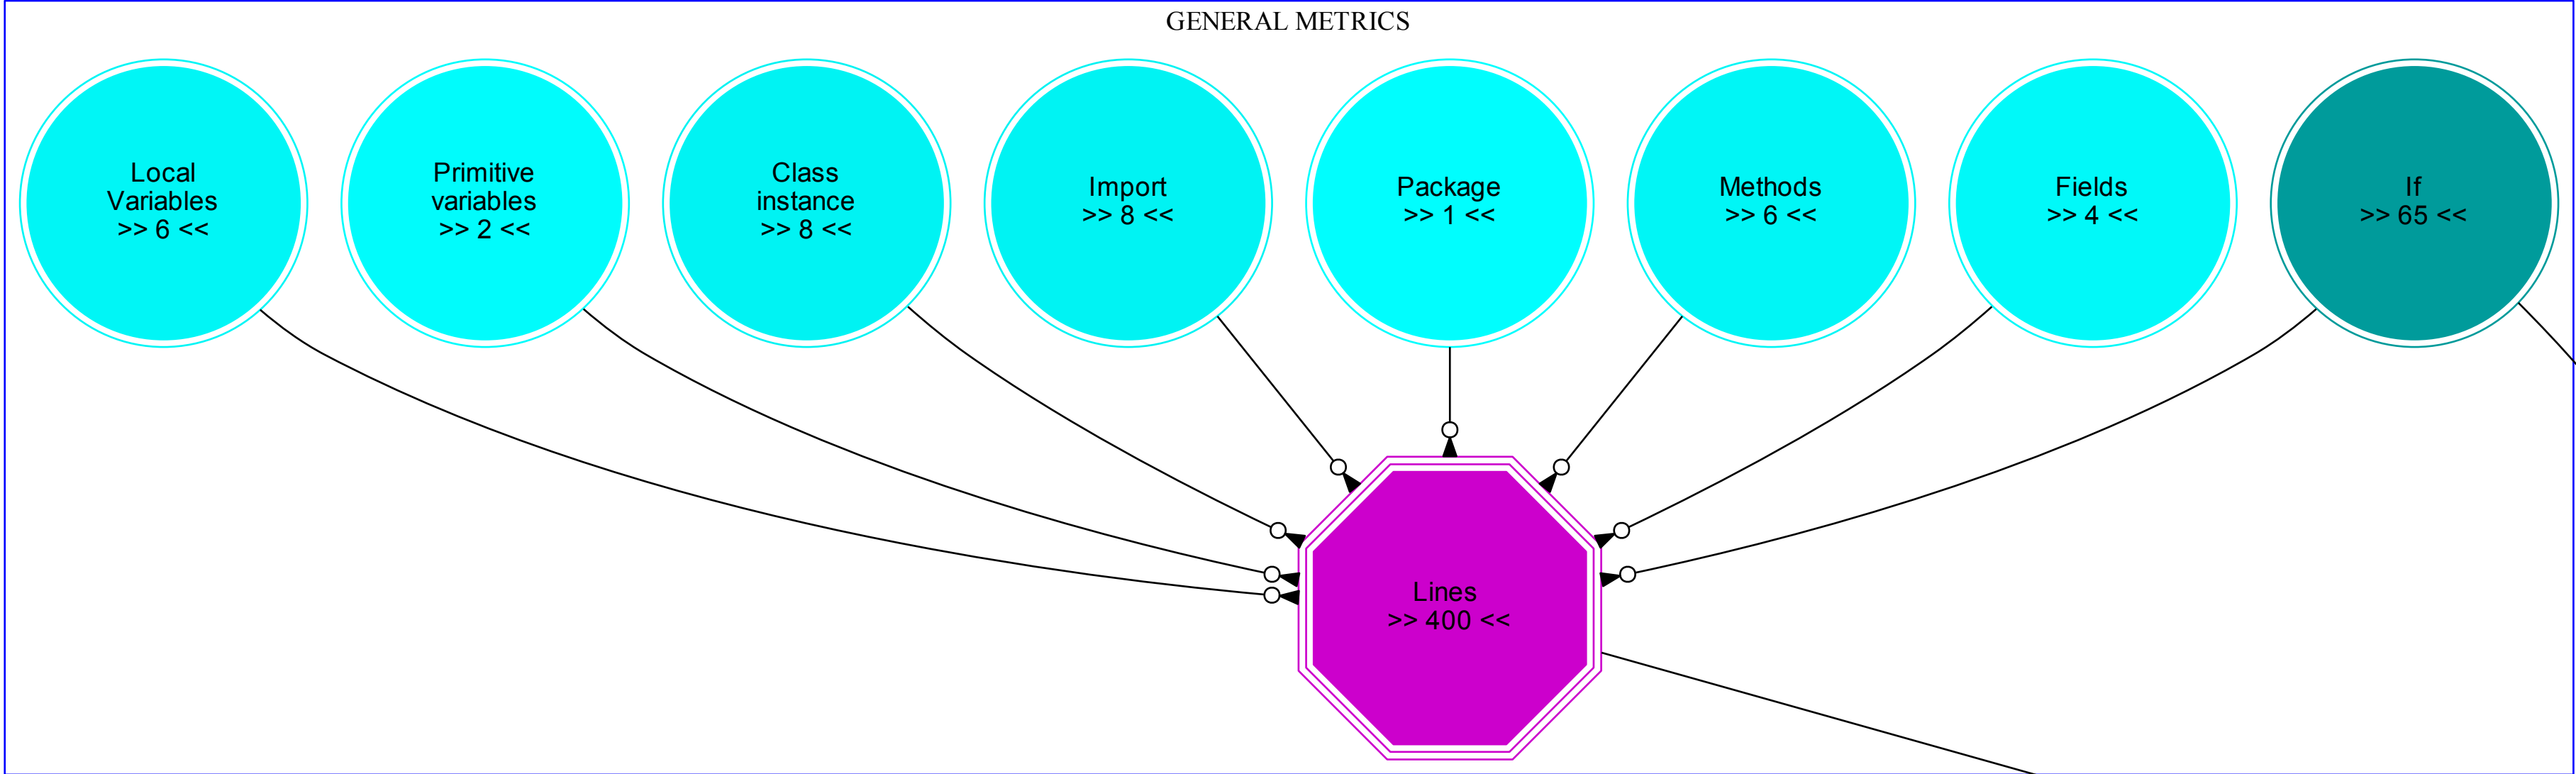 GENERAL METRICS
Local
Variables
>> 6 <<
Primitive
variables
>> 2 <<
Class
instance
>> 8 <<
Import
>> 8 <<
Package
>> 1 <<
Methods
>> 6 <<
Fields
>> 4 <<
If
>> 65 <<
Lines
>> 400 <<